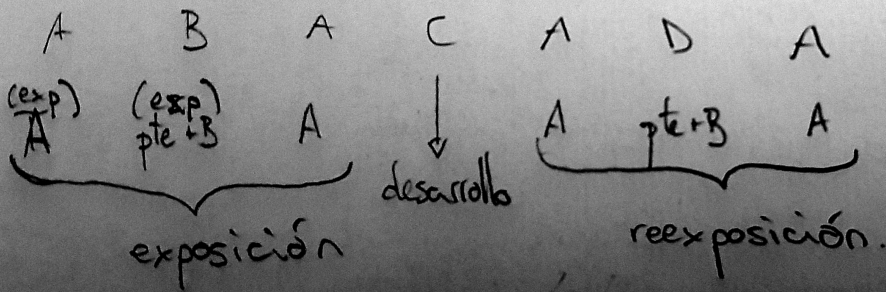 A B A C A D A
(exp) (exp)
A pte+B A A pte+B A
desarrollo
exposición reexposición.